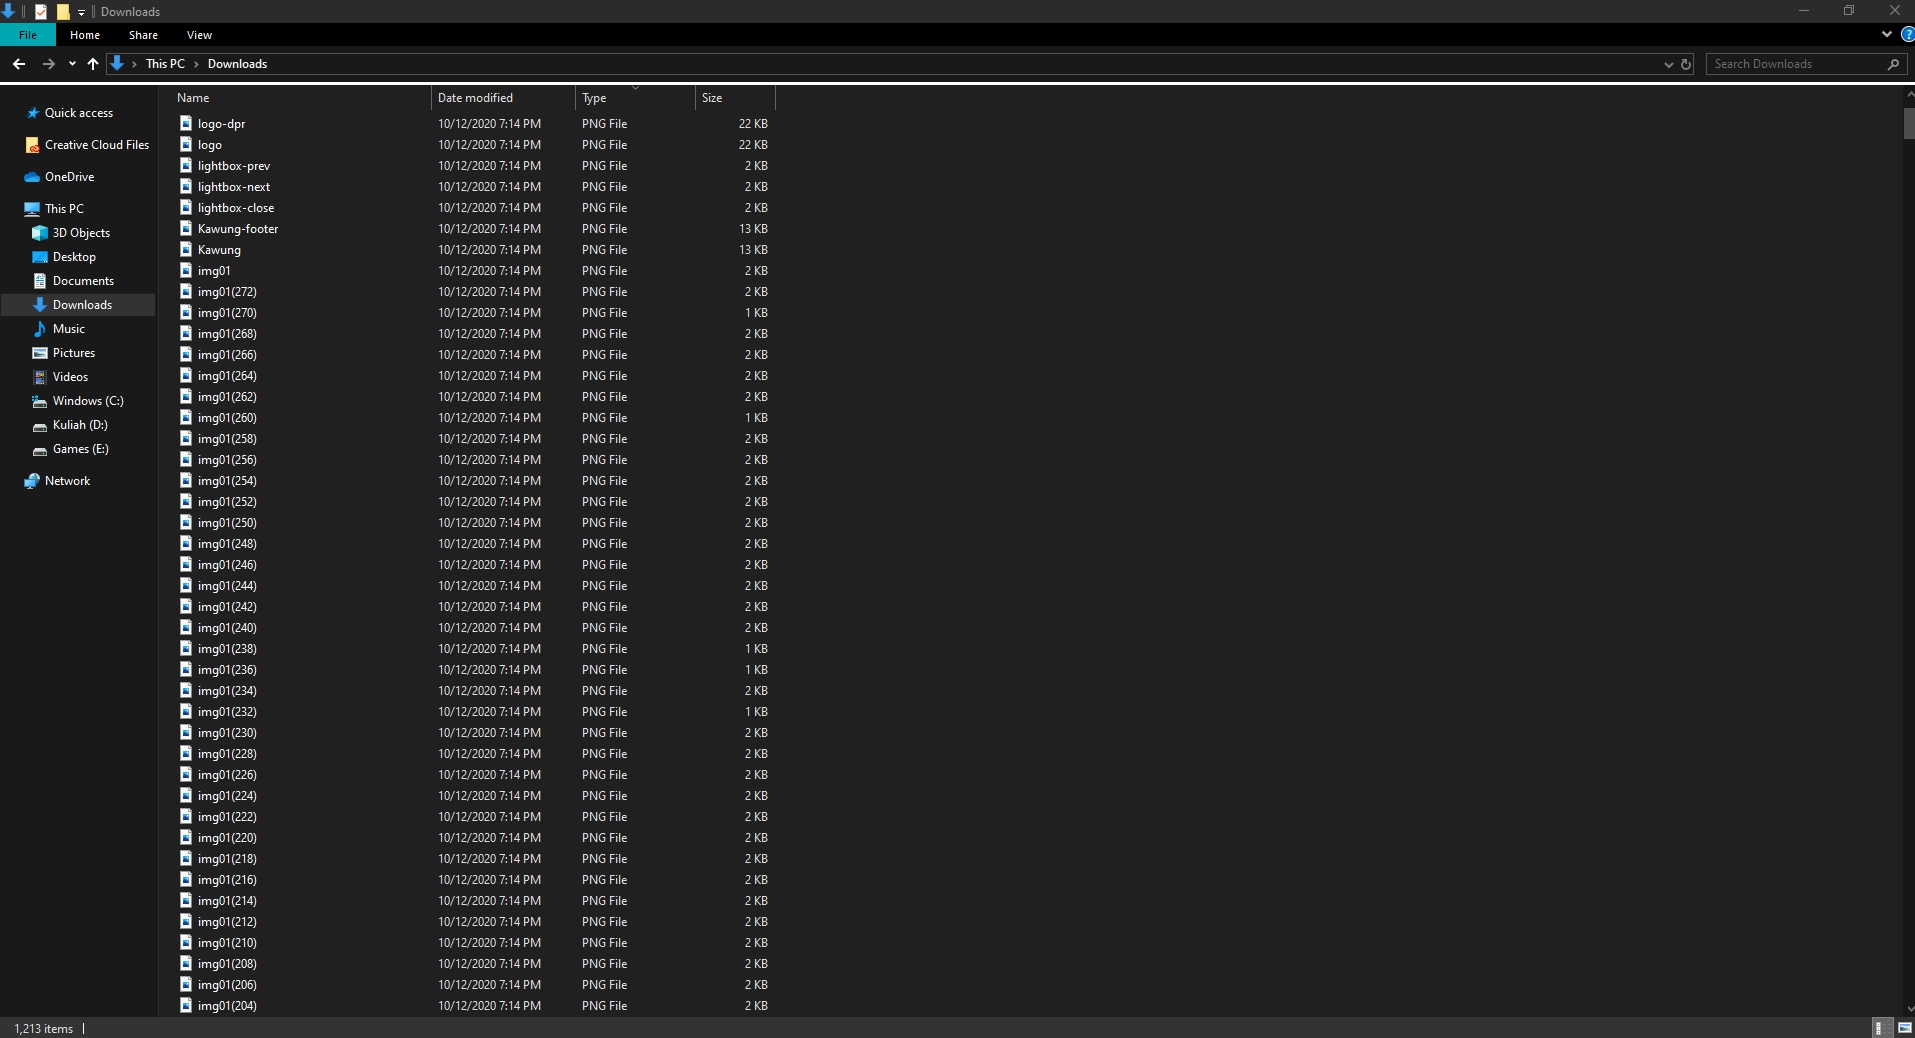 Downloads
File Home Share View
This PC Downloads Search Downloads
Name Date modified Type Size
Quick access
Creative Cloud Files
OneDrive
This PC
3D Objects
Desktop
Documents
Downloads
Music
Pictures
Videos
Windows (C:)
Kuliah (D:)
Games (E:)
Network
logo-dpr 10/12/2020 7:14 PM PNG File 22 KB
logo 10/12/2020 7:14 PM PNG File 22 KB
lightbox-prev 10/12/2020 7:14 PM PNG File 2 KB
lightbox-next 10/12/2020 7:14 PM PNG File 2 KB
lightbox-close 10/12/2020 7:14 PM PNG File 2 KB
Kawung-footer 10/12/2020 7:14 PM PNG File 13 KB
Kawung 10/12/2020 7:14 PM PNG File 13 KB
img01 10/12/2020 7:14 PM PNG File 2 KB
img01(272) 10/12/2020 7:14 PM PNG File 2 KB
img01(270) 10/12/2020 7:14 PM PNG File 1 KB
img01(268) 10/12/2020 7:14 PM PNG File 2 KB
img01(266) 10/12/2020 7:14 PM PNG File 2 KB
img01(264) 10/12/2020 7:14 PM PNG File 2 KB
img01(262) 10/12/2020 7:14 PM PNG File 2 KB
img01(260) 10/12/2020 7:14 PM PNG File 1 KB
img01(258) 10/12/2020 7:14 PM PNG File 2 KB
img01(256) 10/12/2020 7:14 PM PNG File 2 KB
img01(254) 10/12/2020 7:14 PM PNG File 2 KB
img01(252) 10/12/2020 7:14 PM PNG File 2 KB
img01(250) 10/12/2020 7:14 PM PNG File 2 KB
img01(248) 10/12/2020 7:14 PM PNG File 2 KB
img01(246) 10/12/2020 7:14 PM PNG File 2 KB
img01(244) 10/12/2020 7:14 PM PNG File 2 KB
img01(242) 10/12/2020 7:14 PM PNG File 2 KB
img01(240) 10/12/2020 7:14 PM PNG File 2 KB
img01(238) 10/12/2020 7:14 PM PNG File 1 KB
img01(236) 10/12/2020 7:14 PM PNG File 1 KB
img01(234) 10/12/2020 7:14 PM PNG File 2 KB
img01(232) 10/12/2020 7:14 PM PNG File 1 KB
img01(230) 10/12/2020 7:14 PM PNG File 2 KB
img01(228) 10/12/2020 7:14 PM PNG File 2 KB
img01(226) 10/12/2020 7:14 PM PNG File 2 KB
img01(224) 10/12/2020 7:14 PM PNG File 2 KB
img01(222) 10/12/2020 7:14 PM PNG File 2 KB
img01(220) 10/12/2020 7:14 PM PNG File 2 KB
img01(218) 10/12/2020 7:14 PM PNG File 2 KB
img01(216) 10/12/2020 7:14 PM PNG File 2 KB
img01(214) 10/12/2020 7:14 PM PNG File 2 KB
img01(212) 10/12/2020 7:14 PM PNG File 2 KB
img01(210) 10/12/2020 7:14 PM PNG File 2 KB
img01(208) 10/12/2020 7:14 PM PNG File 2 KB
img01(206) 10/12/2020 7:14 PM PNG File 2 KB
img01(204) 10/12/2020 7:14 PM PNG File 2 KB
1,213 items